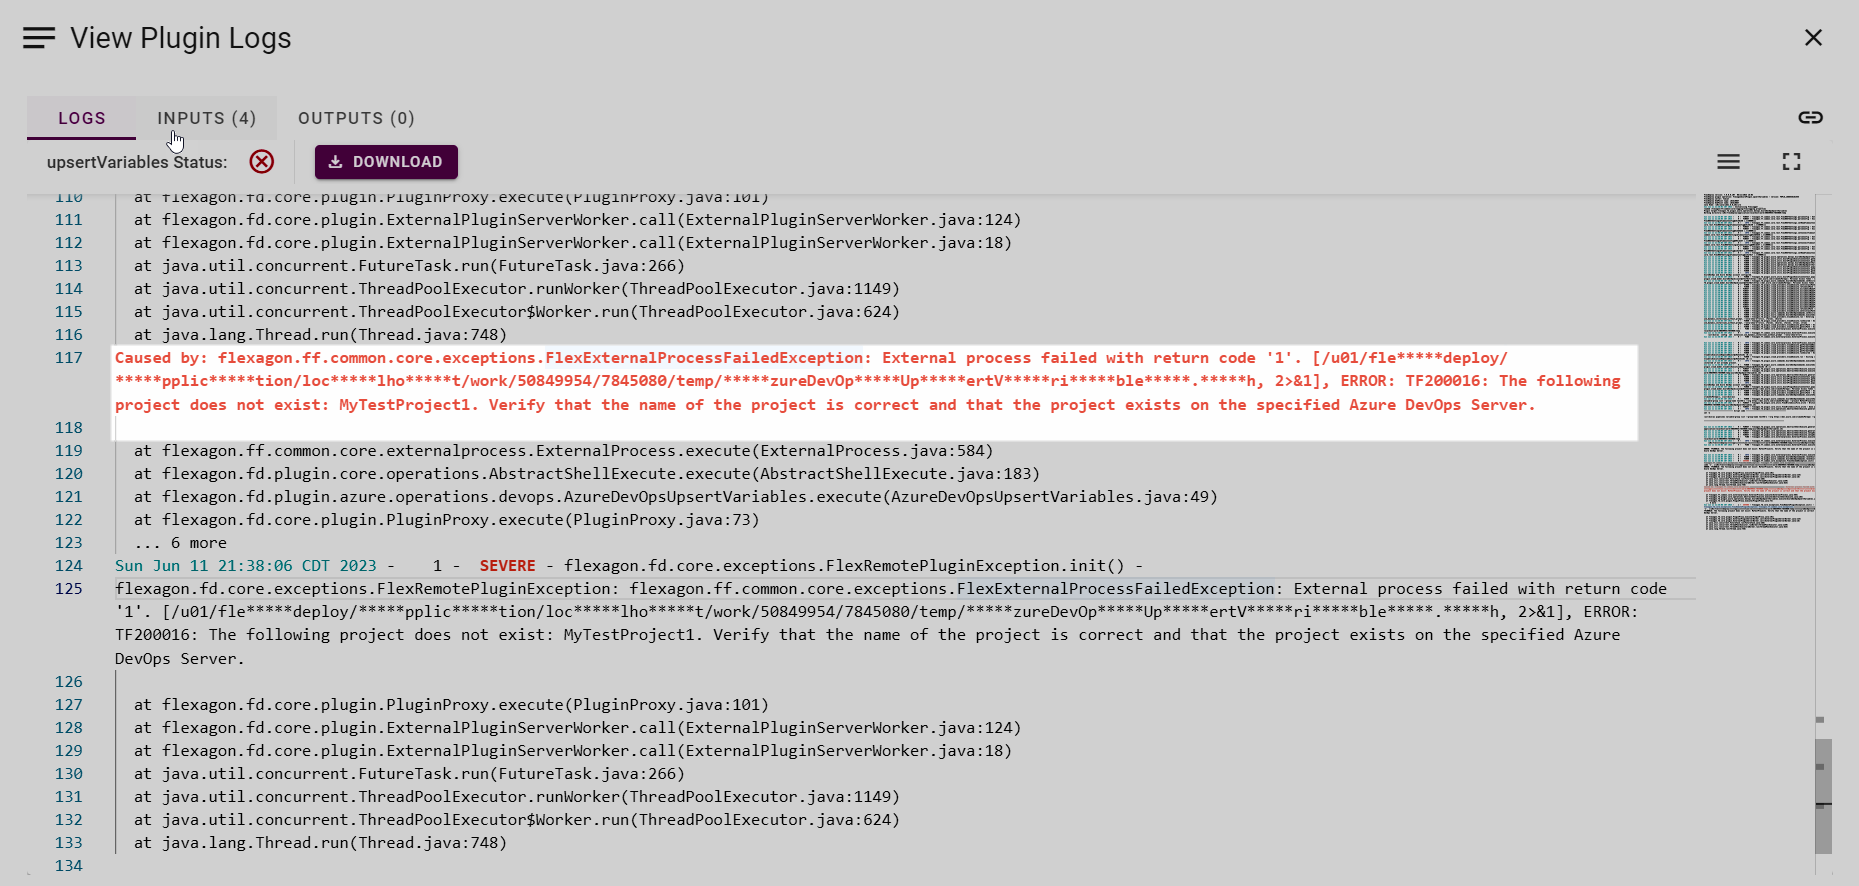 View Plugin Logs
LOGS INPUTS (4) OUTPUTS (0)
upsertVariables Status: DOWNLOAD
110 at flexagon.fd.core.plugin.PluginProxy.execute(PluginProxy.java:101)
111 at flexagon.fd.core.plugin.ExternalPluginServerWorker.call(ExternalPluginServerWorker.java:124)
112 at flexagon.fd.core.plugin.ExternalPluginServerWorker.call(ExternalPluginServerWorker.java:18)
113 at java.util.concurrent.FutureTask.run(FutureTask.java:266)
114 at java.util.concurrent.ThreadPoolExecutor.runWorker(ThreadPoolExecutor.java:1149)
115 at java.util.concurrent.ThreadPoolExecutor$Worker.run(ThreadPoolExecutor.java:624)
116 at java.lang.Thread.run(Thread.java:748)
117 Caused by: flexagon.ff.common.core.exceptions.FlexExternalProcessFailedException: External process failed with return code '1'. [/u01/fle*****deploy/
*****pplic*****tion/loc*****lho*****t/work/50849954/7845080/temp/*****zureDevOp*****Up*****ertV*****ri*****ble*****.*****h, 2>&1], ERROR: TF200016: The following
project does not exist: MyTestProject1. Verify that the name of the project is correct and that the project exists on the specified Azure DevOps Server.
118
119 at flexagon.ff.common.core.externalprocess.ExternalProcess.execute(ExternalProcess.java:584)
120 at flexagon.fd.plugin.core.operations.AbstractShellExecute.execute(AbstractShellExecute.java:183)
121 at flexagon.fd.plugin.azure.operations.devops.AzureDevOpsUpsertVariables.execute(AzureDevOpsUpsertVariables.java:49)
122 at flexagon.fd.core.plugin.PluginProxy.execute(PluginProxy.java:73)
123 ... 6 more
124 Sun Jun 11 21:38:06 CDT 2023 - 1 - SEVERE - flexagon.fd.core.exceptions.FlexRemotePluginException.init() -
125 flexagon.fd.core.exceptions.FlexRemotePluginException: flexagon.ff.common.core.exceptions.FlexExternalProcessFailedException: External process failed with return code
'1'. [/u01/fle*****deploy/*****pplic*****tion/loc*****lho*****t/work/50849954/7845080/temp/*****zureDevOp*****Up*****ertV*****ri*****ble*****.*****h, 2>&1], ERROR:
TF200016: The following project does not exist: MyTestProject1. Verify that the name of the project is correct and that the project exists on the specified Azure
DevOps Server.
126
127 at flexagon.fd.core.plugin.PluginProxy.execute(PluginProxy.java:101)
128 at flexagon.fd.core.plugin.ExternalPluginServerWorker.call(ExternalPluginServerWorker.java:124)
129 at flexagon.fd.core.plugin.ExternalPluginServerWorker.call(ExternalPluginServerWorker.java:18)
130 at java.util.concurrent.FutureTask.run(FutureTask.java:266)
131 at java.util.concurrent.ThreadPoolExecutor.runWorker(ThreadPoolExecutor.java:1149)
132 at java.util.concurrent.ThreadPoolExecutor$Worker.run(ThreadPoolExecutor.java:624)
133 at java.lang.Thread.run(Thread.java:748)
134